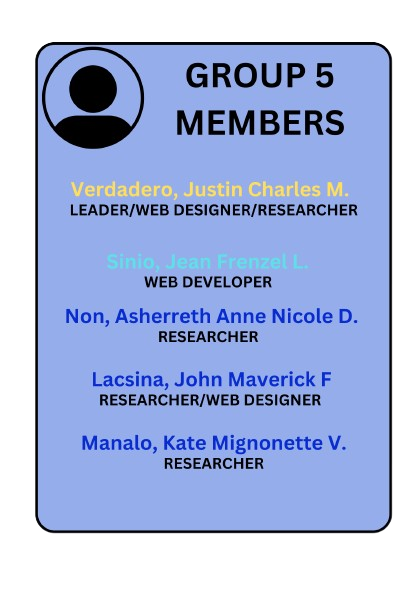 GROUP 5
MEMBERS
Verdadero, Justin Charles M.
LEADER/WEB DESIGNER/RESEARCHER
Sinio, Jean Frenzel L.
WEB DEVELOPER
Non, Asherreth Anne Nicole D.
RESEARCHER
Lacsina, John Maverick F
RESEARCHER/WEB DESIGNER
Manalo, Kate Mignonette V.
RESEARCHER